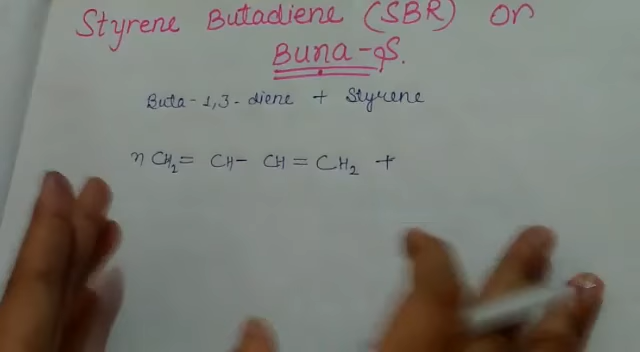 Styrene Butadiene (SBR) or
Buna-S.
Buta-1,3-diene + Styrene
n CH₂ = CH - CH = CH₂ +